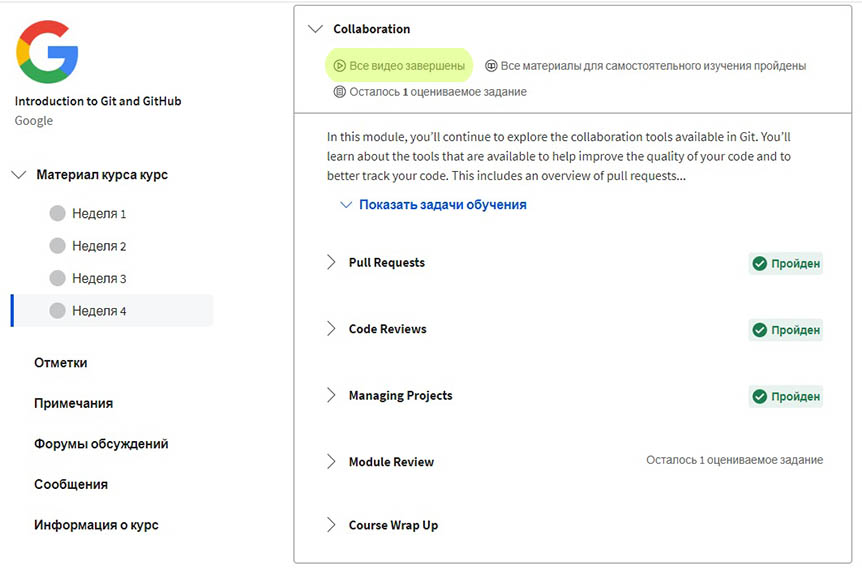 Introduction to Git and GitHub
Google
Материал курса курс
Неделя 1
Неделя 2
Неделя 3
Неделя 4
Отметки
Примечания
Форумы обсуждений
Сообщения
Информация о курс
Collaboration
Все видео завершены Все материалы для самостоятельного изучения пройдены
Осталось 1 оцениваемое задание
In this module, you’ll continue to explore the collaboration tools available in Git. You’ll
learn about the tools that are available to help improve the quality of your code and to
better track your code. This includes an overview of pull requests...
Показать задачи обучения
Pull Requests Пройден
Code Reviews Пройден
Managing Projects Пройден
Module Review Осталось 1 оцениваемое задание
Course Wrap Up